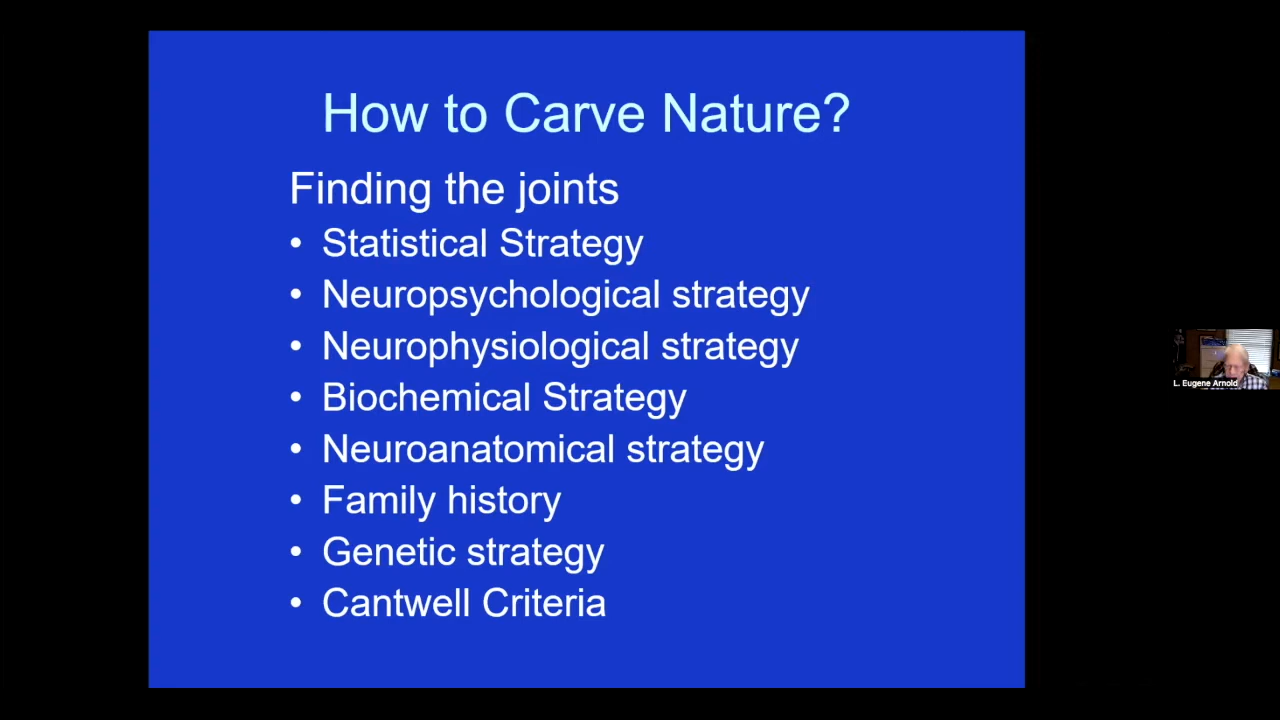 How to Carve Nature?
Finding the joints
• Statistical Strategy
• Neuropsychological strategy
• Neurophysiological strategy
• Biochemical Strategy
• Neuroanatomical strategy
• Family history
• Genetic strategy
• Cantwell Criteria
L. Eugene Arnold